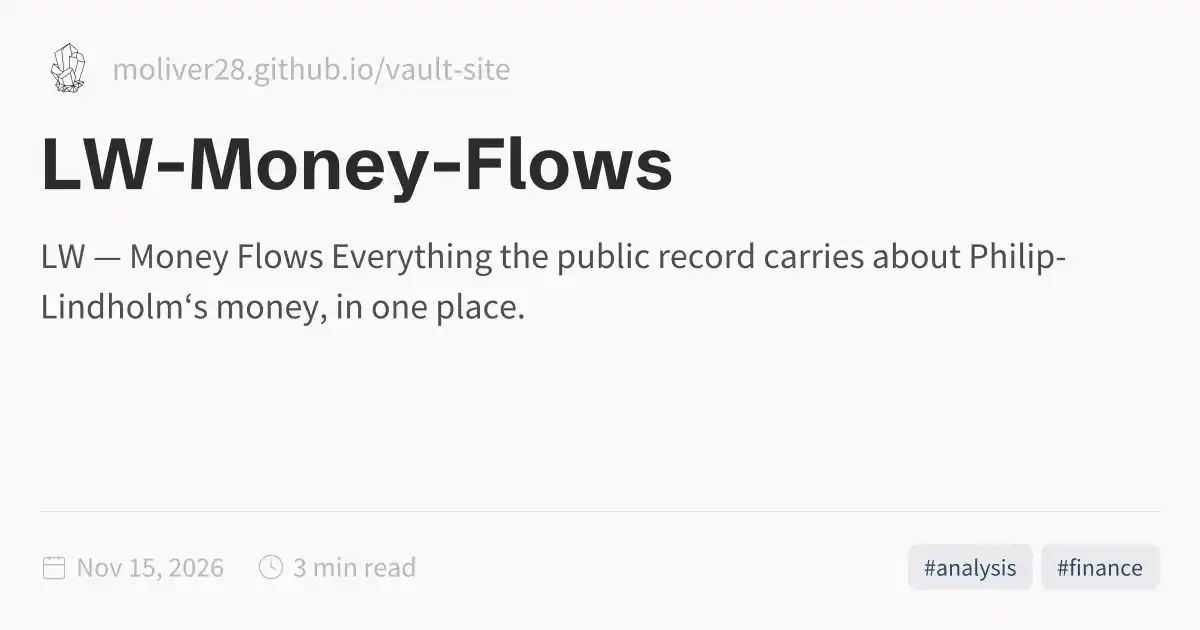 moliver28.github.io/vault-site
LW-Money-Flows
LW — Money Flows Everything the public record carries about Philip-
Lindholm‘s money, in one place.
Nov 15, 2026
3 min read
#analysis
#finance